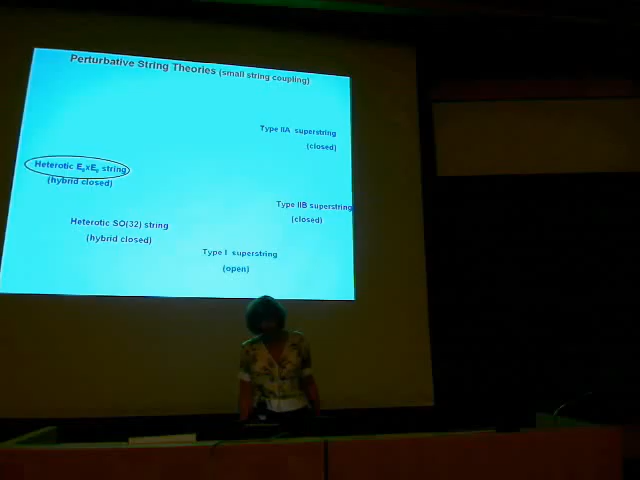 Perturbative String Theories (small string coupling)
Type IIA superstring
(closed)
Heterotic E₈xE₈ string
(hybrid closed)
Type IIB superstring
(closed)
Heterotic SO(32) string
(hybrid closed)
Type I superstring
(open)